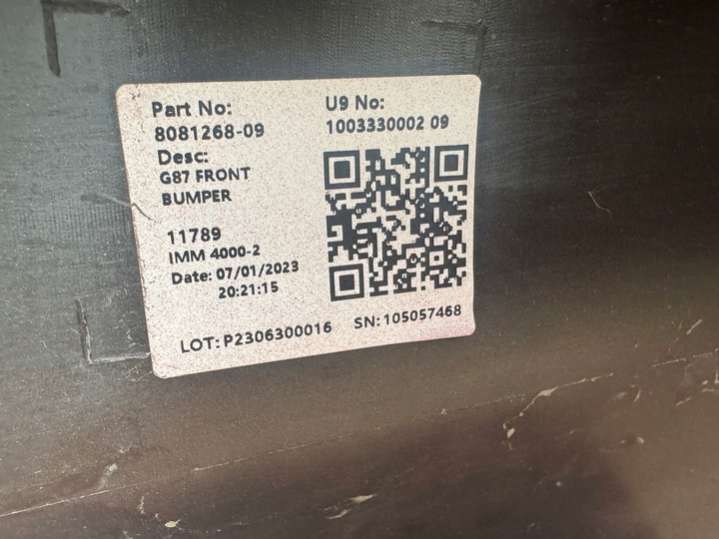 Part No:
8081268-09
Desc:
G87 FRONT
BUMPER
11789
IMM 4000-2
Date: 07/01/2023
20:21:15
U9 No:
1003330002 09
LOT: P2306300016
SN: 105057468